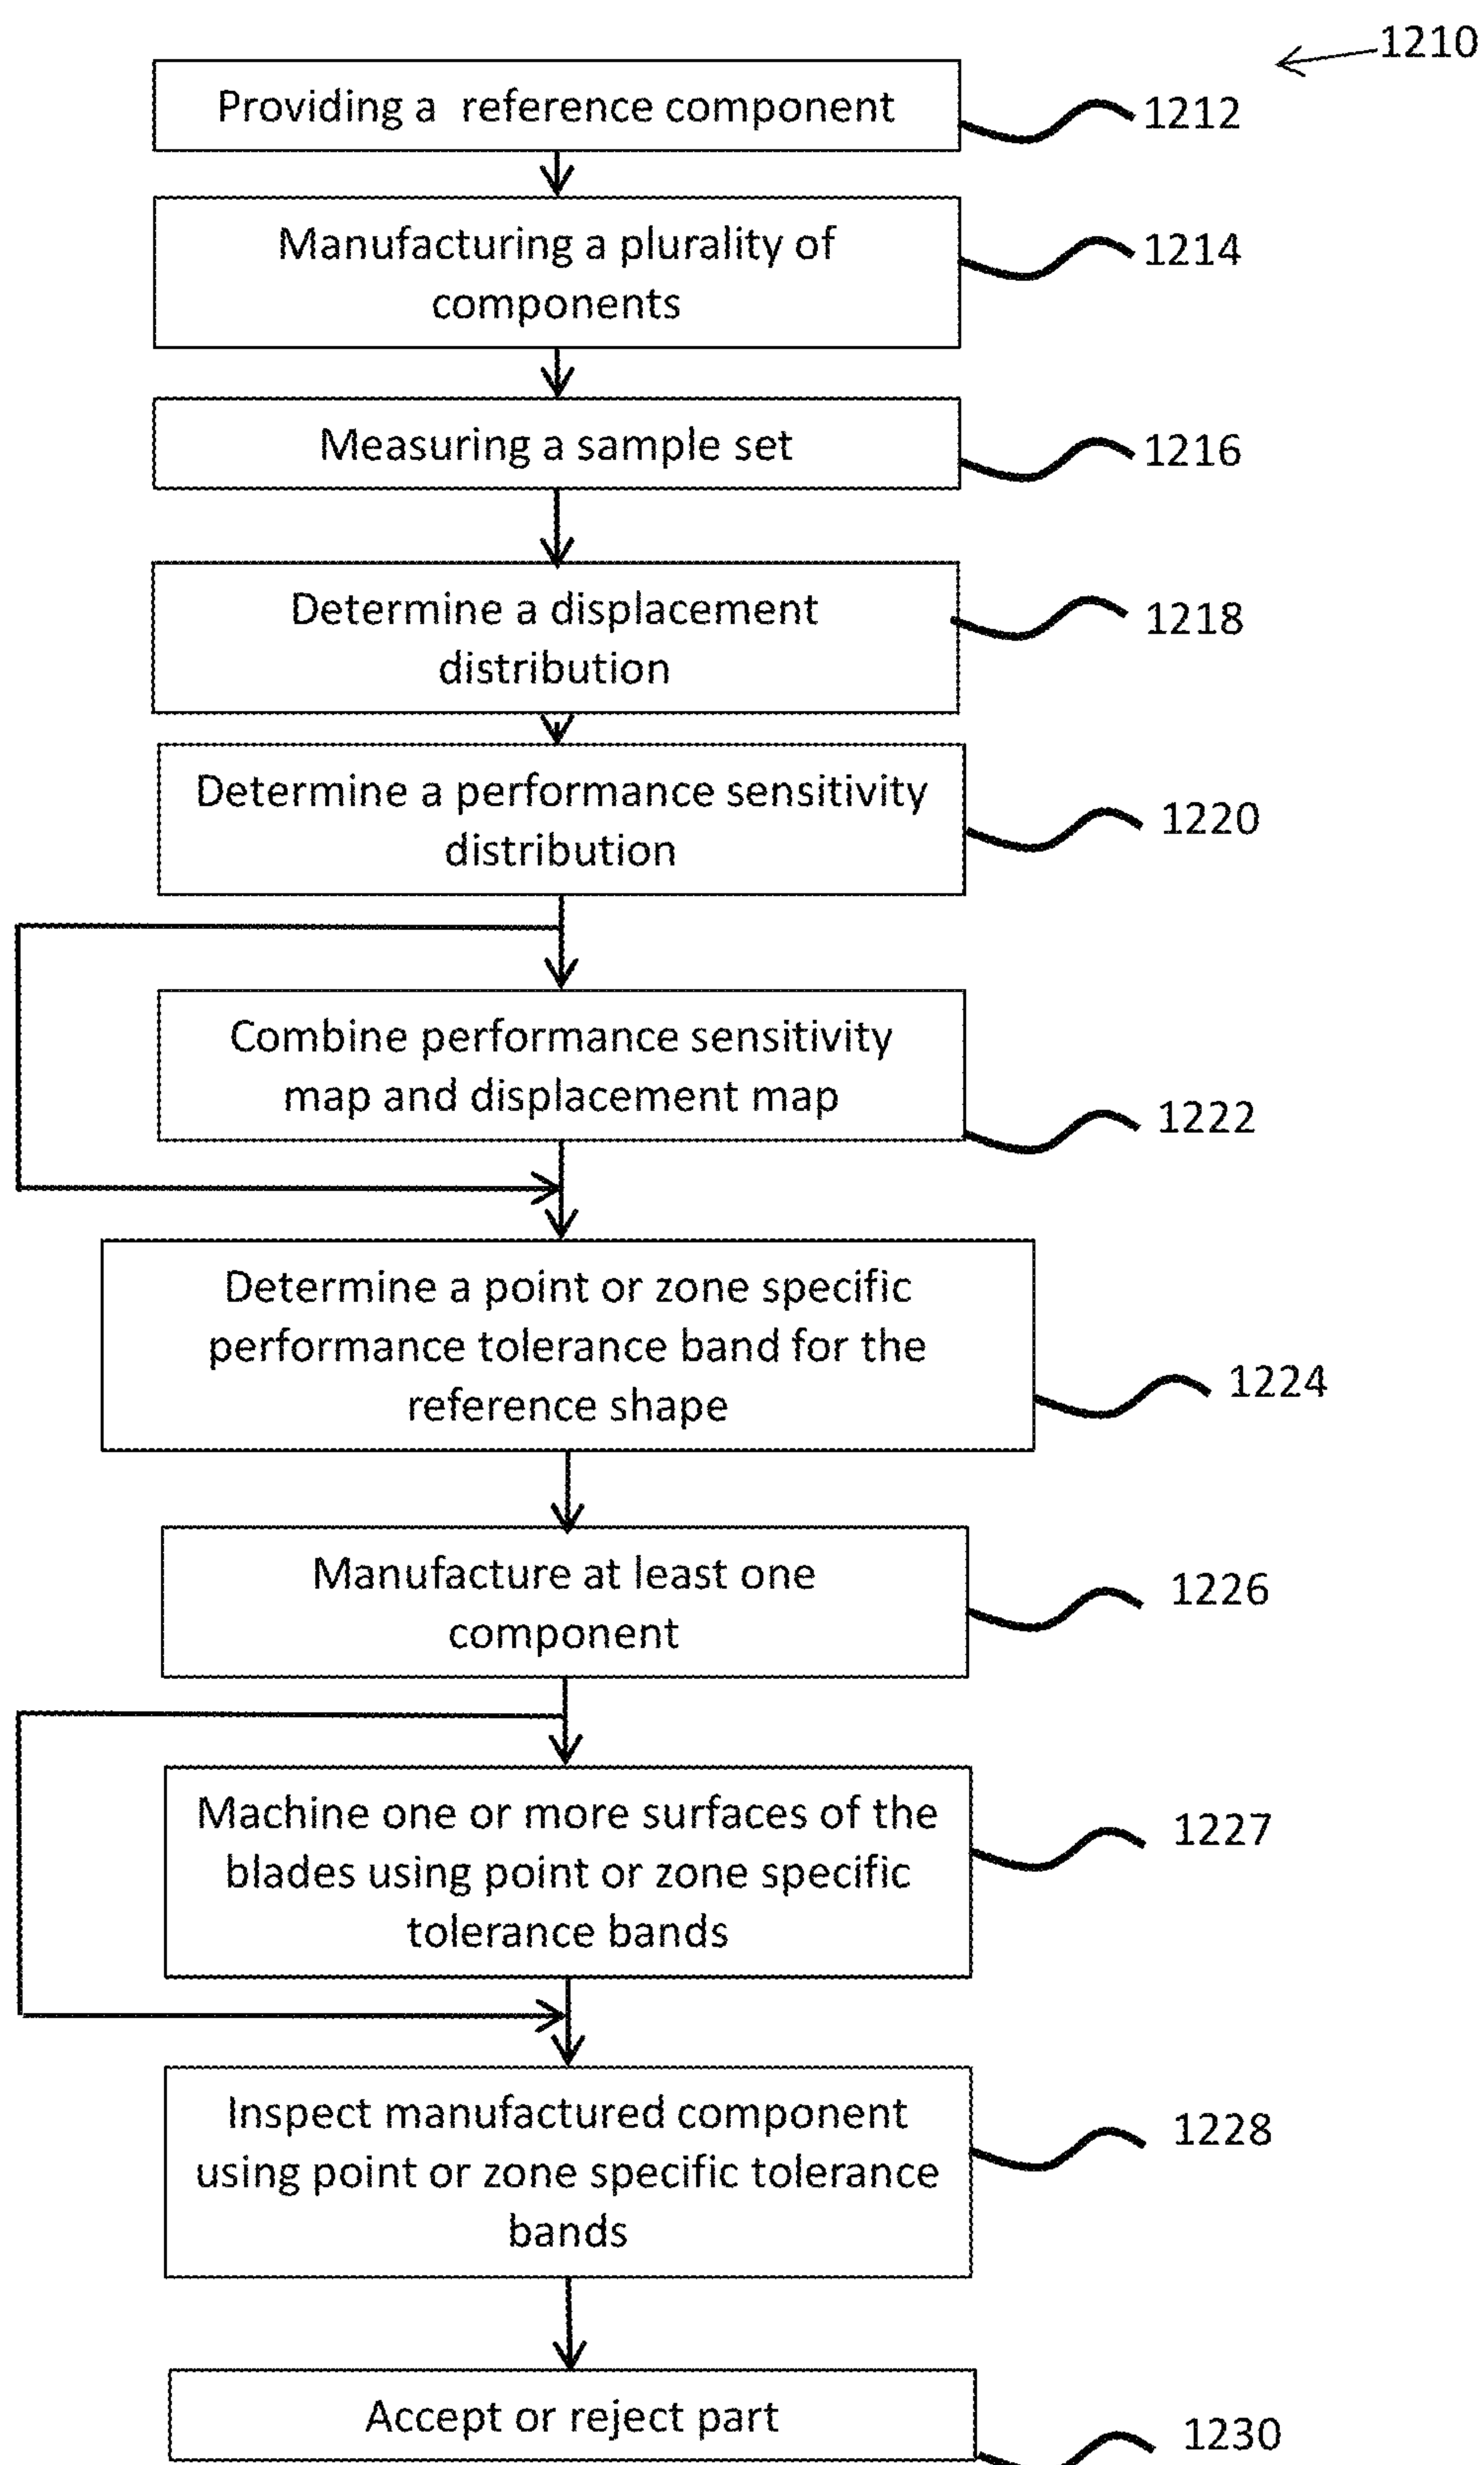 1210
Providing a reference component
1212
Manufacturing a plurality of
components
1214
Measuring a sample set
1216
Determine a displacement
distribution
1218
Determine a performance sensitivity
distribution
1220
Combine performance sensitivity
map and displacement map
1222
Determine a point or zone specific
performance tolerance band for the
reference shape
1224
Manufacture at least one
component
1226
Machine one or more surfaces of the
blades using point or zone specific
tolerance bands
1227
Inspect manufactured component
using point or zone specific tolerance
bands
1228
Accept or reject part
1230